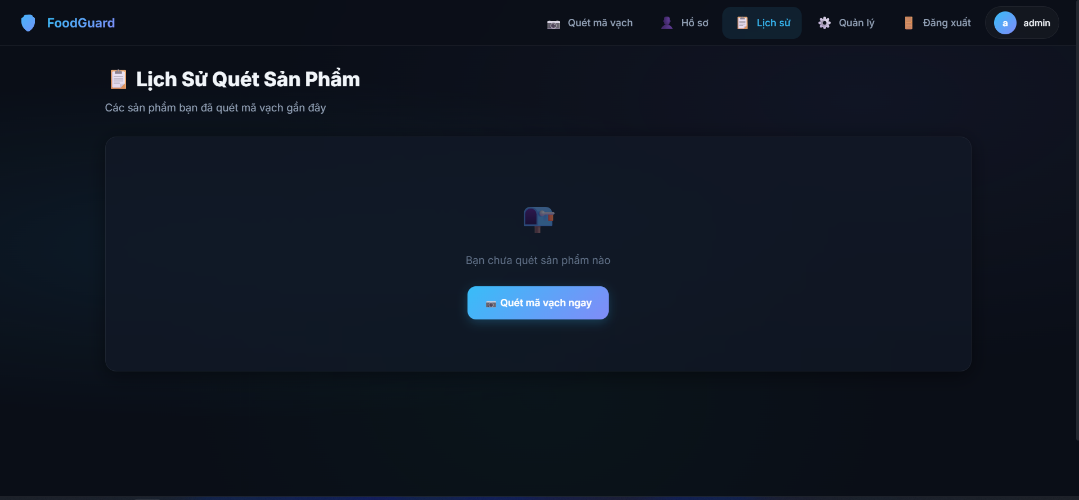 FoodGuard
Quét mã vạch
Hồ sơ
Lịch sử
Quản lý
Đăng xuất
a
admin
Lịch Sử Quét Sản Phẩm
Các sản phẩm bạn đã quét mã vạch gần đây
Bạn chưa quét sản phẩm nào
Quét mã vạch ngay